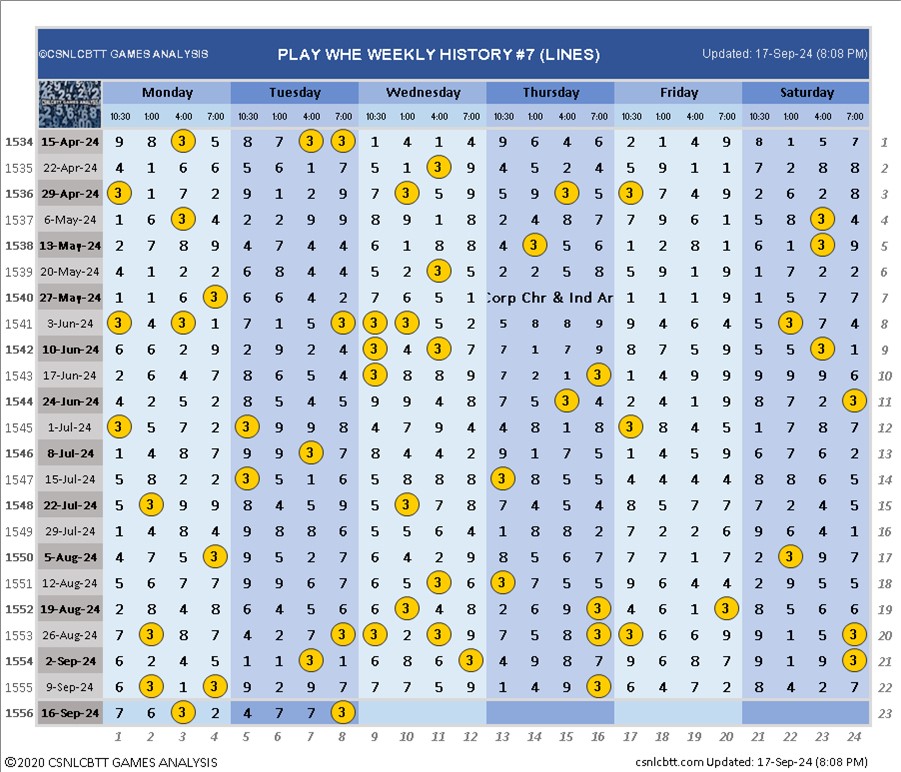 ©CSNLCBTT GAMES ANALYSIS PLAY WHE WEEKLY HISTORY #7 (LINES) Updated: 17-Sep-24 (8:08 PM)
Monday Tuesday Wednesday Thursday Friday Saturday
10:30 1:00 4:00 7:00 10:30 1:00 4:00 7:00 10:30 1:00 4:00 7:00 10:30 1:00 4:00 7:00 10:30 1:00 4:00 7:00 10:30 1:00 4:00 7:00
1534 15-Apr-24 9 8 3 5 8 7 3 3 1 4 1 4 9 6 4 6 2 1 4 9 8 1 5 7 1
1535 22-Apr-24 4 1 6 6 5 6 1 7 5 1 3 9 4 5 2 4 5 9 1 1 7 2 8 8 2
1536 29-Apr-24 3 1 7 2 9 1 2 9 7 3 5 9 5 9 3 5 3 7 4 9 2 6 2 8 3
1537 6-May-24 1 6 3 4 2 2 9 9 8 9 1 8 2 4 8 7 7 9 6 1 5 8 3 4 4
1538 13-May-24 2 7 8 9 4 7 4 4 6 1 8 8 4 3 5 6 1 2 8 1 6 1 3 9 5
1539 20-May-24 4 1 2 2 6 8 4 4 5 2 3 5 2 2 5 8 5 9 1 9 1 7 2 2 6
1540 27-May-24 1 1 6 3 6 6 4 2 7 6 5 1 Corp Chr & Ind Ar 1 1 1 9 1 5 7 7 7
1541 3-Jun-24 3 4 3 1 7 1 5 3 3 3 5 2 5 8 8 9 9 4 6 4 5 3 7 4 8
1542 10-Jun-24 6 6 2 9 2 9 2 4 3 4 3 7 7 1 7 9 8 7 5 9 5 5 3 1 9
1543 17-Jun-24 2 6 4 7 8 6 5 4 3 8 8 9 7 2 1 3 1 4 9 9 9 9 9 6 10
1544 24-Jun-24 4 2 5 2 8 5 4 5 9 9 4 8 7 5 3 4 2 4 1 9 8 7 2 3 11
1545 1-Jul-24 3 5 7 2 3 9 9 8 4 7 9 4 4 8 1 8 3 8 4 5 1 7 8 7 12
1546 8-Jul-24 1 4 8 7 9 9 3 7 8 4 4 2 9 1 7 5 1 4 5 9 6 7 6 2 13
1547 15-Jul-24 5 8 2 2 3 5 1 6 5 8 8 8 3 8 5 5 4 4 4 4 8 8 6 5 14
1548 22-Jul-24 5 3 9 9 8 4 5 9 8 3 7 8 7 4 5 4 8 5 7 7 7 2 4 5 15
1549 29-Jul-24 1 4 8 4 9 8 8 6 5 5 6 4 1 8 8 2 7 2 2 6 9 6 4 1 16
1550 5-Aug-24 4 7 5 3 9 5 2 7 6 4 2 9 8 5 6 7 7 7 1 7 2 3 9 7 17
1551 12-Aug-24 5 6 7 7 9 9 6 7 6 5 3 6 3 7 5 5 9 6 4 4 2 9 5 5 18
1552 19-Aug-24 2 8 4 8 6 4 5 6 6 3 4 8 2 6 9 3 4 6 1 3 8 5 6 6 19
1553 26-Aug-24 7 3 8 7 4 2 7 3 3 2 3 9 7 5 8 3 3 6 6 9 9 1 5 3 20
1554 2-Sep-24 6 2 4 5 1 1 3 1 6 8 6 3 4 9 8 7 9 6 8 7 9 1 9 3 21
1555 9-Sep-24 6 3 1 3 9 2 9 7 7 7 5 9 1 4 9 3 6 4 7 2 8 4 2 7 22
1556 16-Sep-24 7 6 3 2 4 7 7 3 23
1 2 3 4 5 6 7 8 9 10 11 12 13 14 15 16 17 18 19 20 21 22 23 24
©2020 CSNLCBTT GAMES ANALYSIS csnlcbtt.com Updated: 17-Sep-24 (8:08 PM)